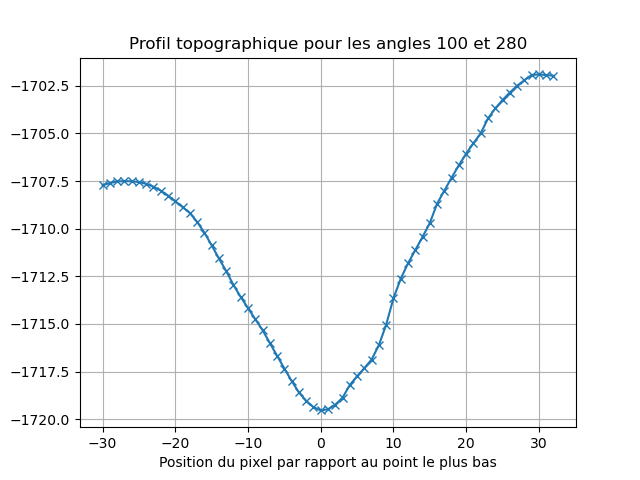 Profil topographique pour les angles 100 et 280
−1702.5
−1705.0
−1707.5
−1710.0
−1712.5
−1715.0
−1717.5
−1720.0
−30 −20 −10 0 10 20 30
Position du pixel par rapport au point le plus bas